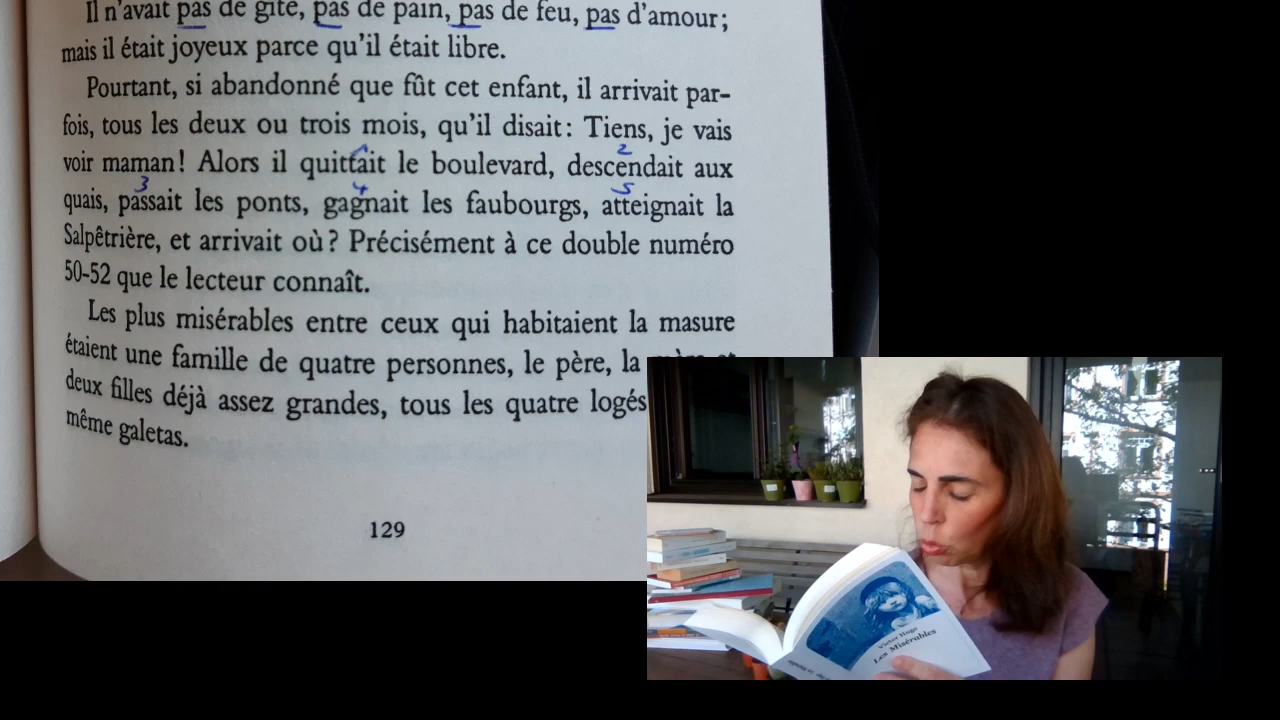 Il n'avait pas de gîte, pas de pain, pas de feu, pas d'amour ;
mais il était joyeux parce qu'il était libre.
Pourtant, si abandonné que fût cet enfant, il arrivait par-
fois, tous les deux ou trois mois, qu'il disait : Tiens, je vais
2
voir maman ! Alors il quittait le boulevard, descendait aux
3 4 5
quais, passait les ponts, gagnait les faubourgs, atteignait la
Salpêtrière, et arrivait où ? Précisément à ce double numéro
50-52 que le lecteur connaît.
Les plus misérables entre ceux qui habitaient la masure
étaient une famille de quatre personnes, le père, la
deux filles déjà assez grandes, tous les quatre logés
même galetas.
129
Victor Hugo
Les Misérables